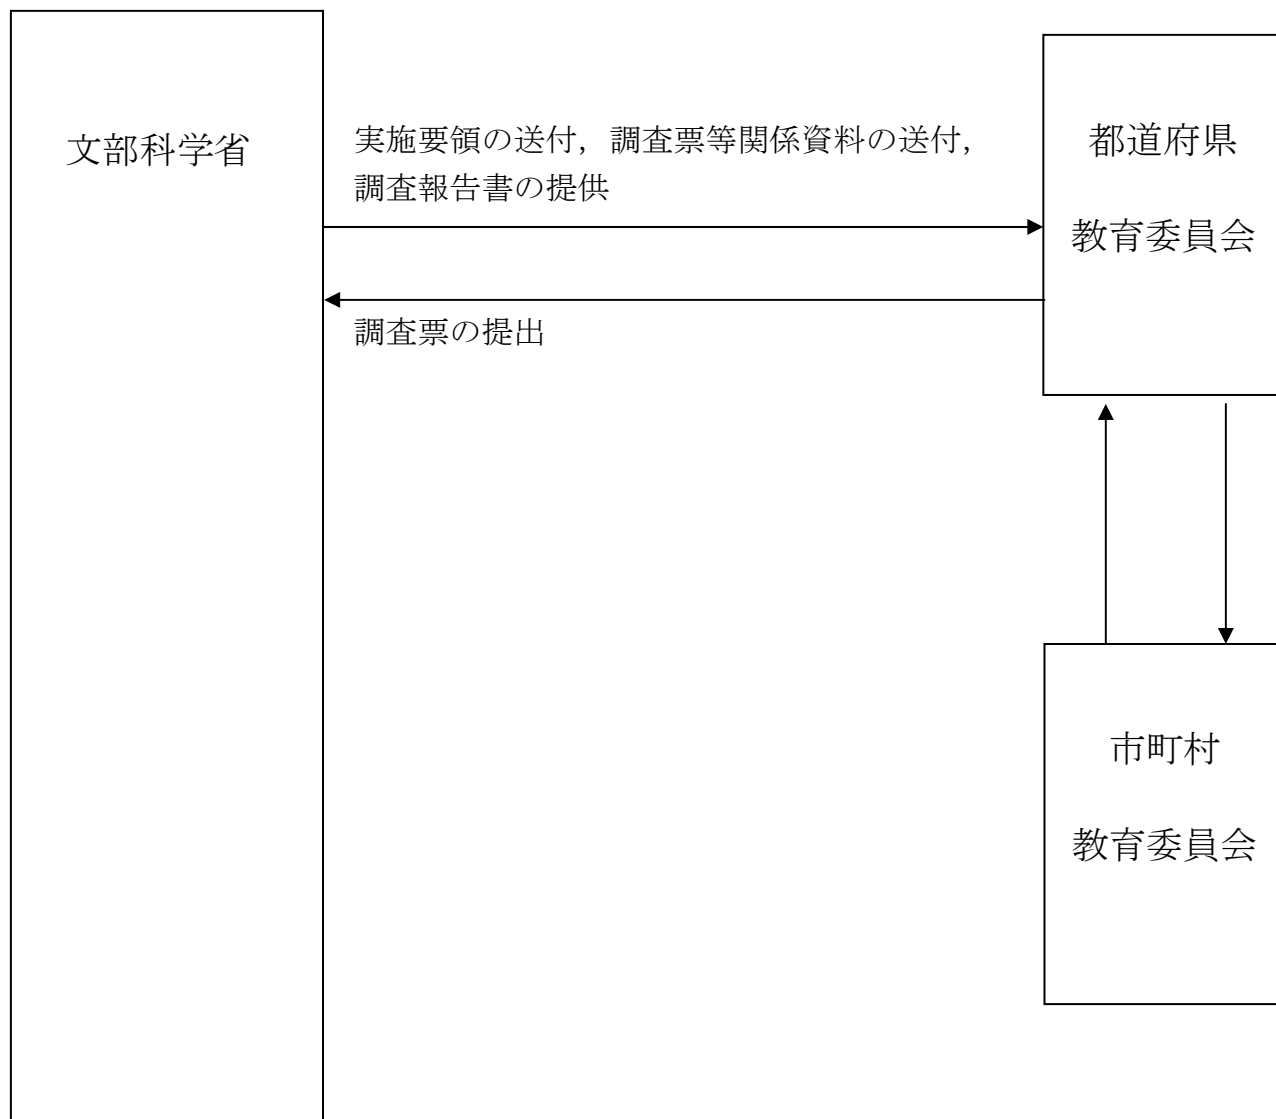 文部科学省
実施要領の送付，調査票等関係資料の送付，
調査報告書の提供
調査票の提出
都道府県
教育委員会
市町村
教育委員会